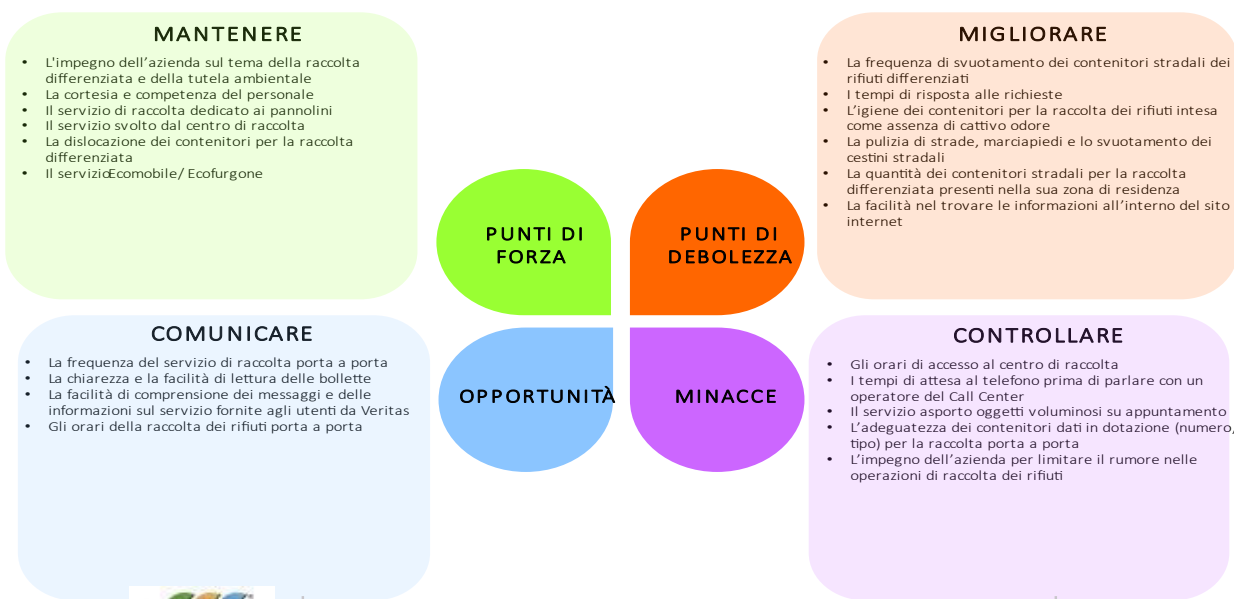 MANTENERE
• L'impegno dell’azienda sul tema della raccolta
differenziata e della tutela ambientale
• La cortesia e competenza del personale
• Il servizio di raccolta dedicato ai pannolini
• Il servizio svolto dal centro di raccolta
• La dislocazione dei contenitori per la raccolta
differenziata
• Il servizioEcomobile/ Ecofurgone
MIGLIORARE
• La frequenza di svuotamento dei contenitori stradali dei
rifiuti differenziati
• I tempi di risposta alle richieste
• L’igiene dei contenitori per la raccolta dei rifiuti intesa
come assenza di cattivo odore
• La pulizia di strade, marciapiedi e lo svuotamento dei
cestini stradali
• La quantità dei contenitori stradali per la raccolta
differenziata presenti nella sua zona di residenza
• La facilità nel trovare le informazioni all’interno del sito
internet
PUNTI DI
FORZA
PUNTI DI
DEBOLEZZA
OPPORTUNITÀ
MINACCE
COMUNICARE
• La frequenza del servizio di raccolta porta a porta
• La chiarezza e la facilità di lettura delle bollette
• La facilità di comprensione dei messaggi e delle
informazioni sul servizio fornite agli utenti da Veritas
• Gli orari della raccolta dei rifiuti porta a porta
CONTROLLARE
• Gli orari di accesso al centro di raccolta
• I tempi di attesa al telefono prima di parlare con un
operatore del Call Center
• Il servizio asporto oggetti voluminosi su appuntamento
• L’adeguatezza dei contenitori dati in dotazione (numero,
tipo) per la raccolta porta a porta
• L’impegno dell’azienda per limitare il rumore nelle
operazioni di raccolta dei rifiuti